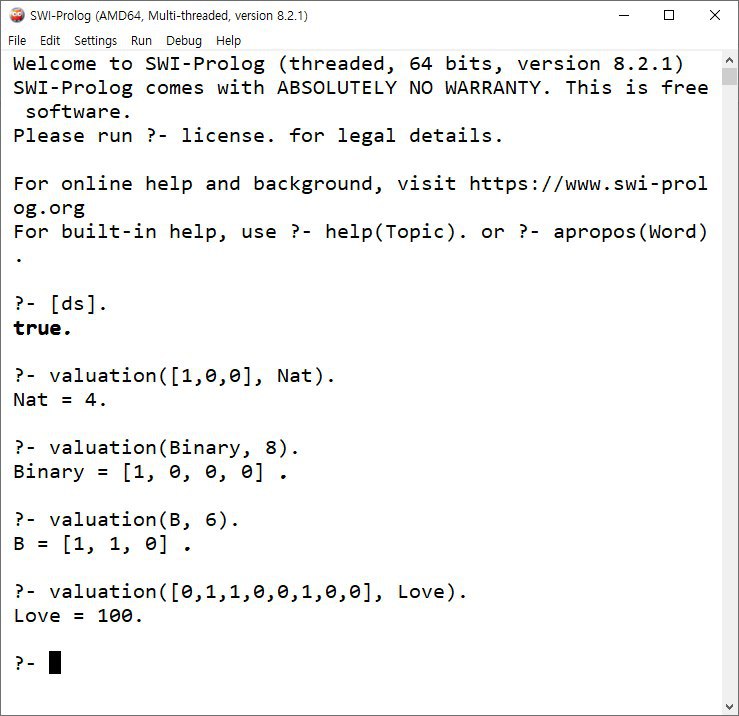 SWI-Prolog (AMD64, Multi-threaded, version 8.2.1)
File Edit Settings Run Debug Help
Welcome to SWI-Prolog (threaded, 64 bits, version 8.2.1)
SWI-Prolog comes with ABSOLUTELY NO WARRANTY. This is free
 software.
Please run ?- license. for legal details.

For online help and background, visit https://www.swi-prol
og.org
For built-in help, use ?- help(Topic). or ?- apropos(Word)
.

?- [ds].
true.

?- valuation([1,0,0], Nat).
Nat = 4.

?- valuation(Binary, 8).
Binary = [1, 0, 0, 0] .

?- valuation(B, 6).
B = [1, 1, 0] .

?- valuation([0,1,1,0,0,1,0,0], Love).
Love = 100.

?-